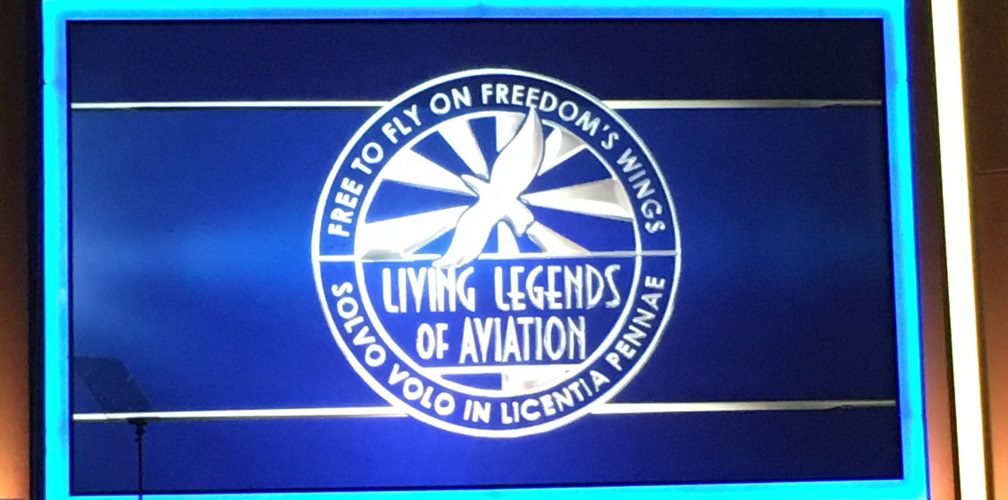 FREE TO FLY ON FREEDOM'S WINGS
LIVING LEGENDS
OF AVIATION
SOLVO VOLO IN LICENTIA PENNAE